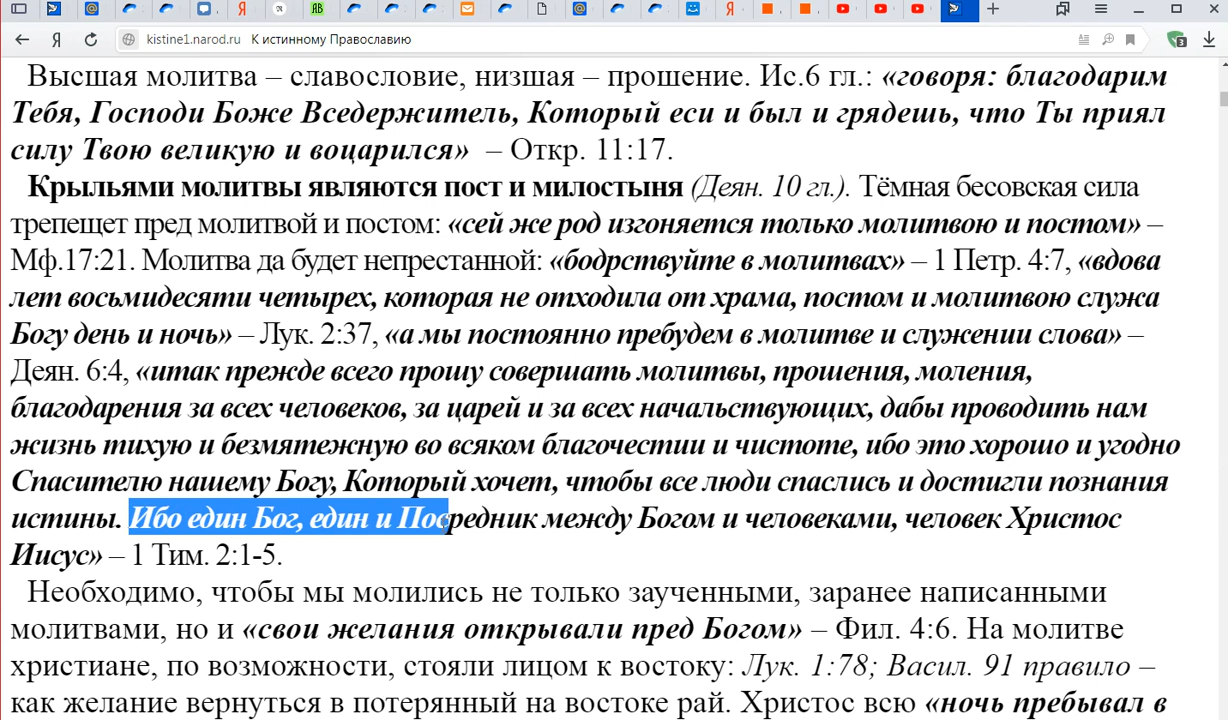 kistine1.narod.ru К истинному Православию
3
Высшая молитва – славословие, низшая – прошение. Ис.6 гл.: «говоря: благодарим
Тебя, Господи Боже Вседержитель, Который еси и был и грядешь, что Ты приял
силу Твою великую и воцарился» – Откр. 11:17.
Крыльями молитвы являются пост и милостыня (Деян. 10 гл.). Тёмная бесовская сила
трепещет пред молитвой и постом: «сей же род изгоняется только молитвою и постом» –
Мф.17:21. Молитва да будет непрестанной: «бодрствуйте в молитвах» – 1 Петр. 4:7, «вдова
лет восьмидесяти четырех, которая не отходила от храма, постом и молитвою служа
Богу день и ночь» – Лук. 2:37, «а мы постоянно пребудем в молитве и служении слова» –
Деян. 6:4, «итак прежде всего прошу совершать молитвы, прошения, моления,
благодарения за всех человеков, за царей и за всех начальствующих, дабы проводить нам
жизнь тихую и безмятежную во всяком благочестии и чистоте, ибо это хорошо и угодно
Спасителю нашему Богу, Который хочет, чтобы все люди спаслись и достигли познания
истины. Ибо един Бог, един и Посредник между Богом и человеками, человек Христос
Иисус» – 1 Тим. 2:1-5.
Необходимо, чтобы мы молились не только заученными, заранее написанными
молитвами, но и «свои желания открывали пред Богом» – Фил. 4:6. На молитве
христиане, по возможности, стояли лицом к востоку: Лук. 1:78; Васил. 91 правило –
как желание вернуться в потерянный на востоке рай. Христос всю «ночь пребывал в